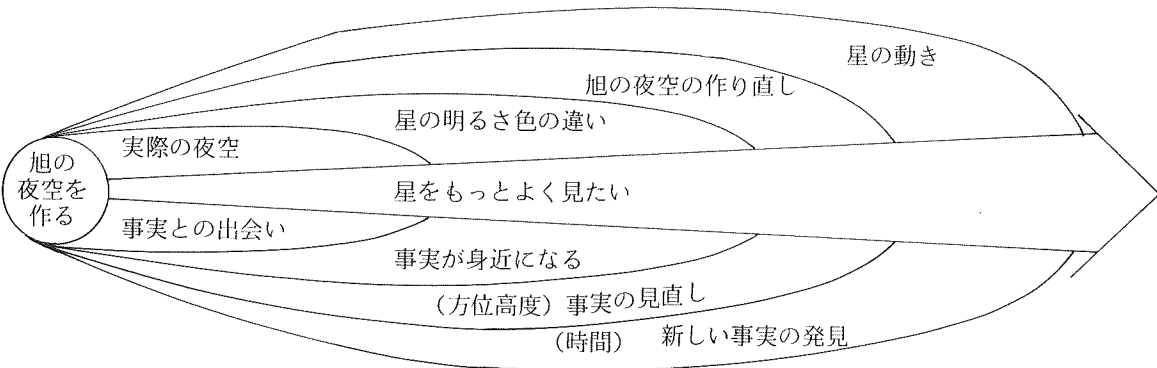 星の動き
旭の夜空の作り直し
星の明るさ色の違い
実際の夜空
旭の
夜空を
作る
星をもっとよく見たい
事実との出会い
事実が身近になる
（方位高度）事実の見直し
（時間） 新しい事実の発見